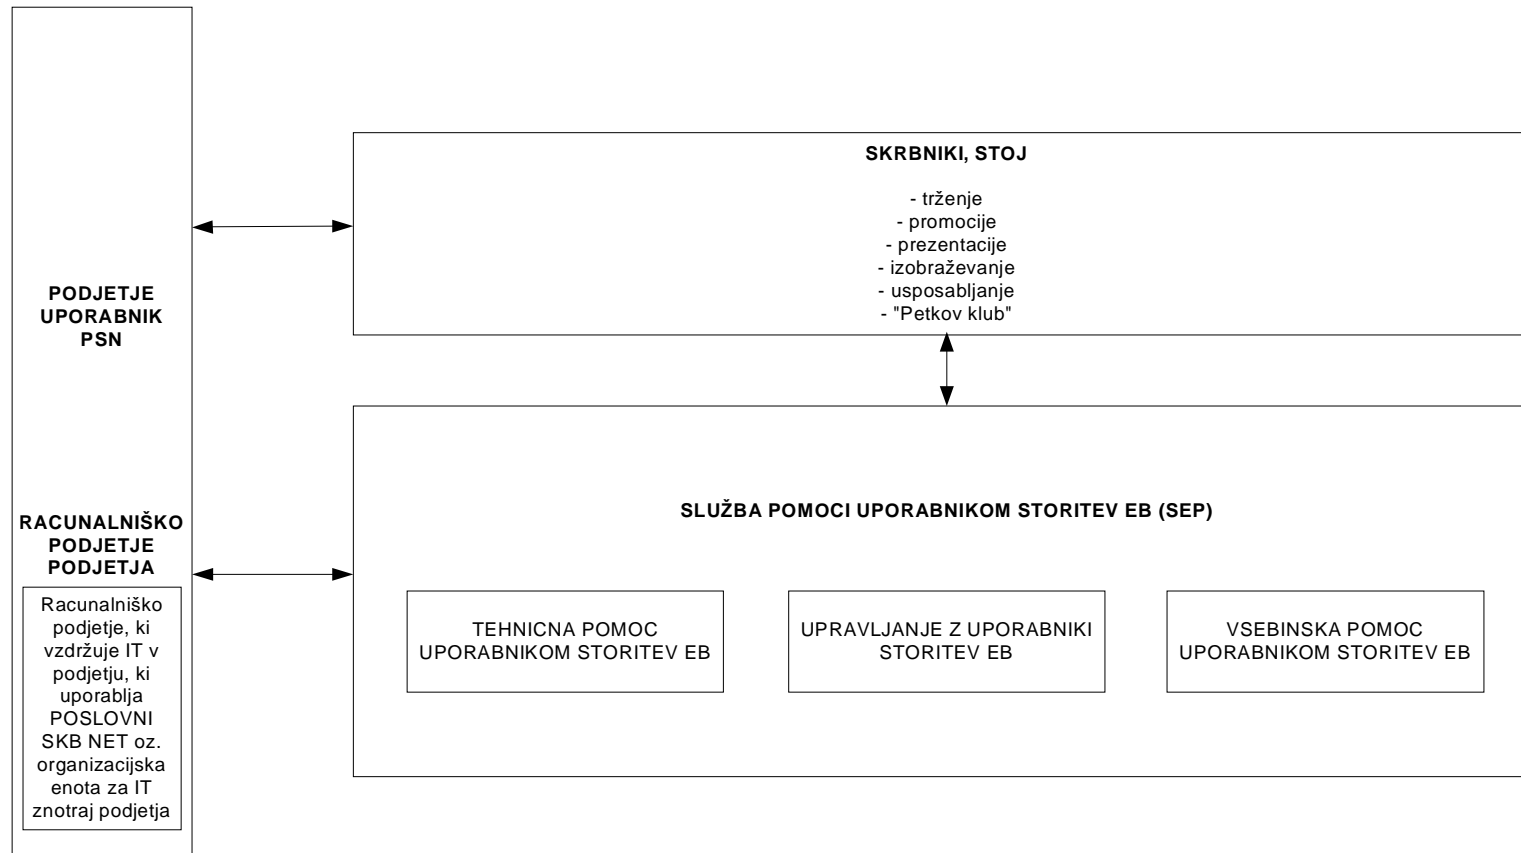 PODJETJE
UPORABNIK
PSN
RACUNALNIŠKO
PODJETJE
PODJETJA
Racunalniško
podjetje, ki
vzdržuje IT v
podjetju, ki
uporablja
POSLOVNI
SKB NET oz.
organizacijska
enota za IT
znotraj podjetja
SKRBNIKI, STOJ
- trženje
- promocije
- prezentacije
- izobraževanje
- usposabljanje
- "Petkov klub"
SLUŽBA POMOCI UPORABNIKOM STORITEV EB (SEP)
TEHNICNA POMOC
UPORABNIKOM STORITEV EB
UPRAVLJANJE Z UPORABNIKI
STORITEV EB
VSEBINSKA POMOC
UPORABNIKOM STORITEV EB